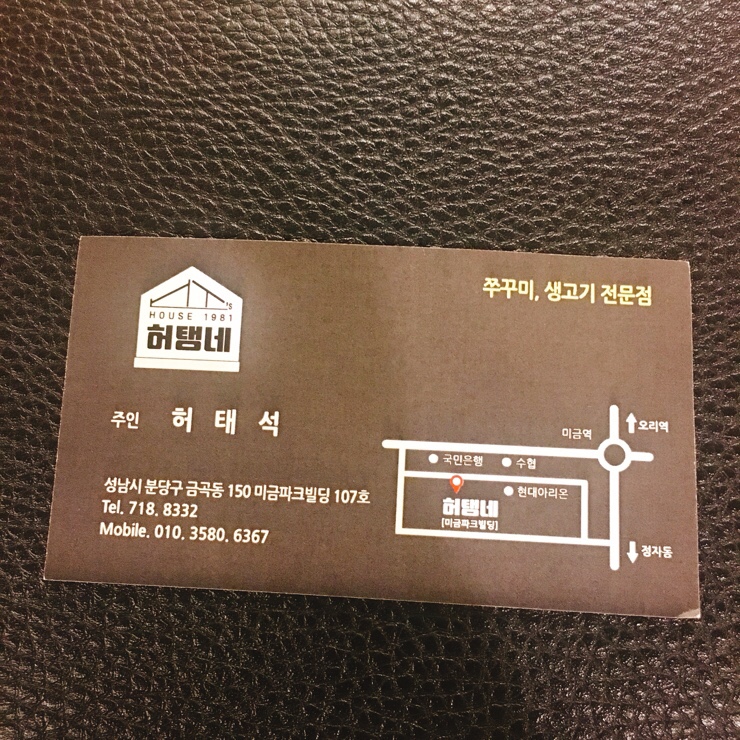 's
HOUSE 1981
허탱네
쭈꾸미, 생고기 전문점
주인 허 태 석
성남시 분당구 금곡동 150 미금파크빌딩 107호
Tel. 718. 8332
Mobile. 010. 3580. 6367
미금역
오리역
국민은행
수협
현대아리온
허탱네
[미금파크빌딩]
정자동